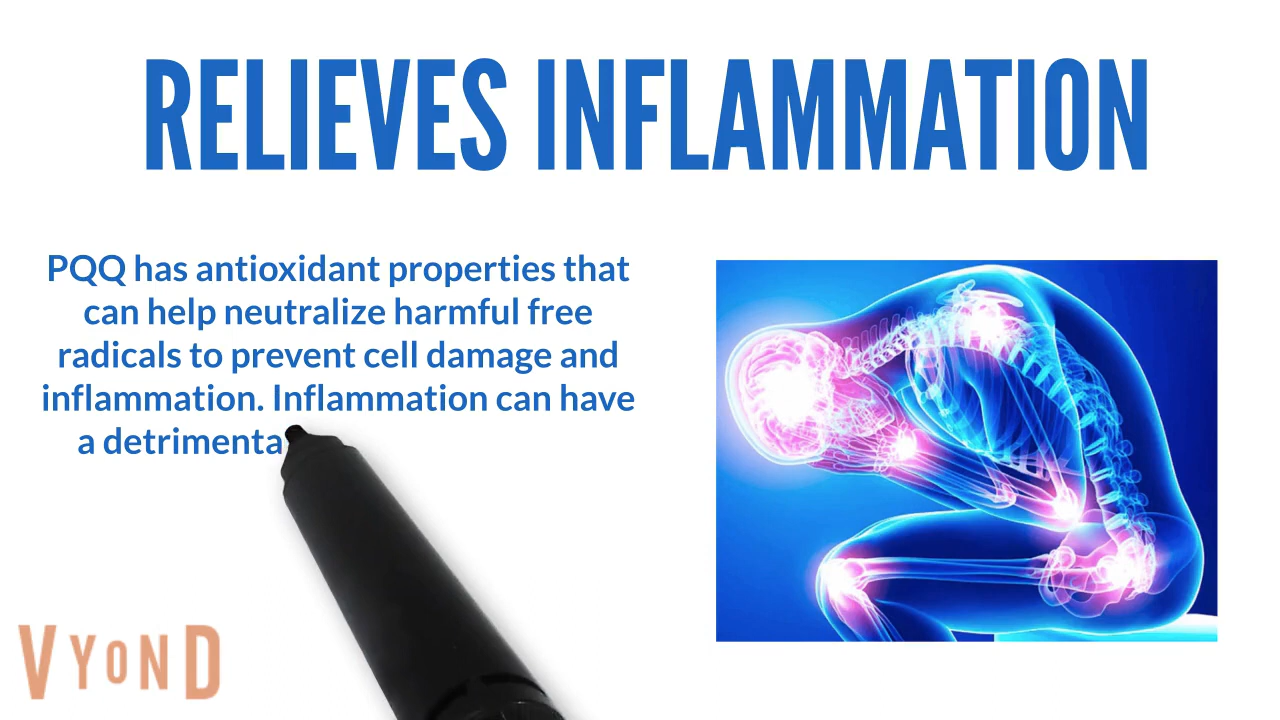 RELIEVES INFLAMMATION
PQQ has antioxidant properties that
can help neutralize harmful free
radicals to prevent cell damage and
inflammation. Inflammation can have
a detrimenta
VYOND